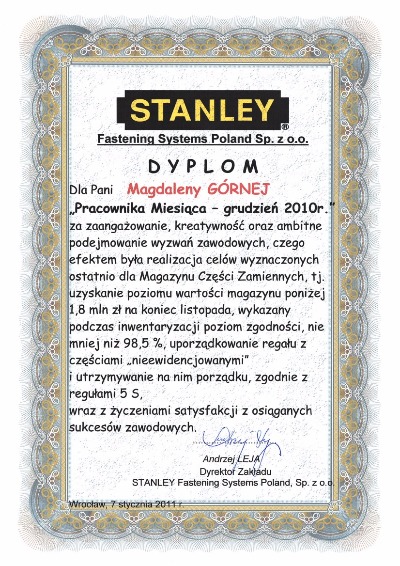 STANLEY®
Fastening Systems Poland Sp. z o.o.
DYPLOM
Dla Pani Magdaleny GÓRNEJ
„Pracownika Miesiąca – grudzień 2010r.”
za zaangażowanie, kreatywność oraz ambitne
podejmowanie wyzwań zawodowych, czego
efektem była realizacja celów wyznaczonych
ostatnio dla Magazynu Części Zamiennych, tj.
uzyskanie poziomu wartości magazynu poniżej
1,8 mln zł na koniec listopada, wykazany
podczas inwentaryzacji poziom zgodności, nie
mniej niż 98,5 %, uporządkowanie regału z
częściami „nieewidencjowanymi”
i utrzymywanie na nim porządku, zgodnie z
regułami 5 S,
wraz z życzeniami satysfakcji z osiąganych
sukcesów zawodowych.
Andrzej LEJA
Dyrektor Zakładu
STANLEY Fastening Systems Poland, Sp. z o.o.
Wrocław, 7 stycznia 2011 r.